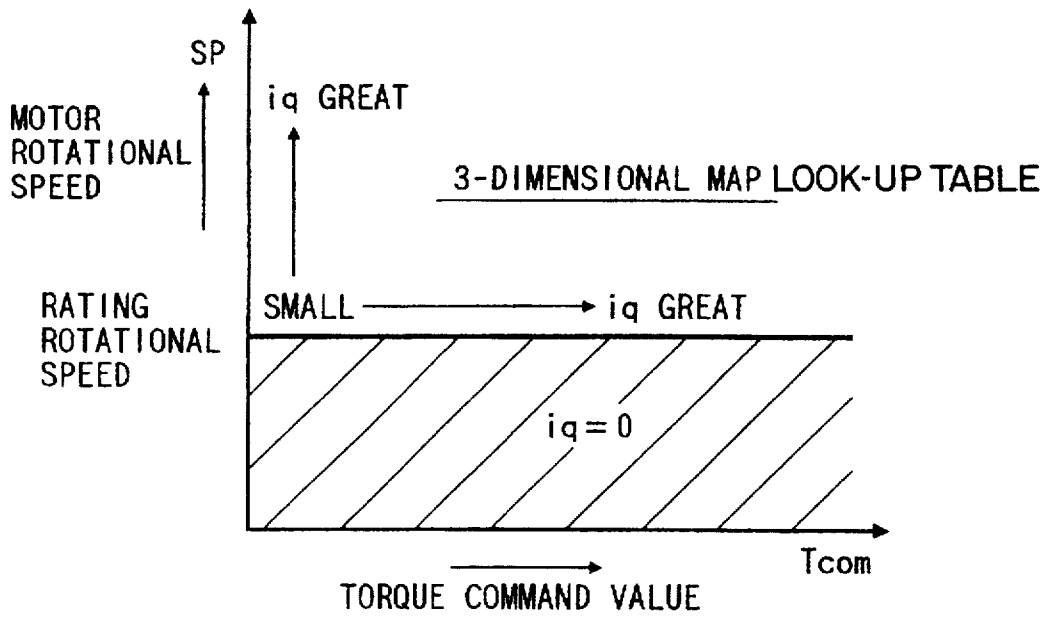 SP
MOTOR
ROTATIONAL
SPEED
iq GREAT
3-DIMENSIONAL MAP LOOK-UP TABLE
RATING
ROTATIONAL
SPEED
SMALL
iq GREAT
iq=0
Tcom
TORQUE COMMAND VALUE